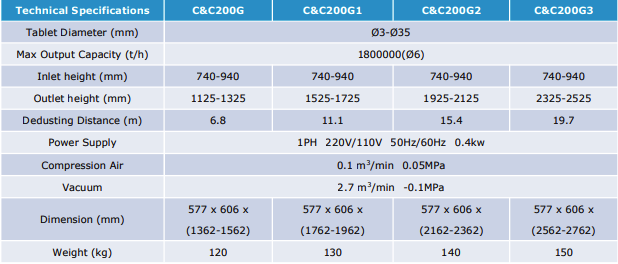 Technical Specifications C&C200G C&C200G1 C&C200G2 C&C200G3
Tablet Diameter (mm) Ø3-Ø35
Max Output Capacity (t/h) 1800000(Ø6)
Inlet height (mm) 740-940 740-940 740-940 740-940
Outlet height (mm) 1125-1325 1525-1725 1925-2125 2325-2525
Dedusting Distance (m) 6.8 11.1 15.4 19.7
Power Supply 1PH 220V/110V 50Hz/60Hz 0.4kw
Compression Air 0.1 m³/min 0.05MPa
Vacuum 2.7 m³/min -0.1MPa
Dimension (mm) 577 x 606 x (1362-1562) 577 x 606 x (1762-1962) 577 x 606 x (2162-2362) 577 x 606 x (2562-2762)
Weight (kg) 120 130 140 150